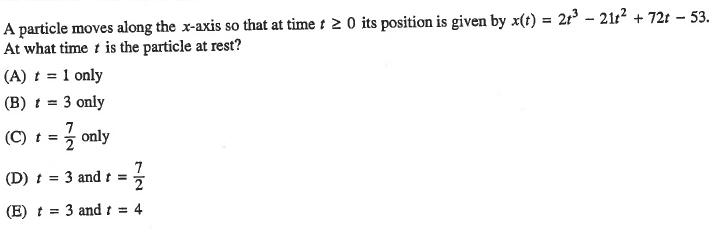 A particle moves along the x-axis so that at time t ≥ 0 its position is given by x(t) = 2t³ − 21t² + 72t − 53.
At what time t is the particle at rest?
(A) t = 1 only
(B) t = 3 only
(C) t = 7/2 only
(D) t = 3 and t = 7/2
(E) t = 3 and t = 4